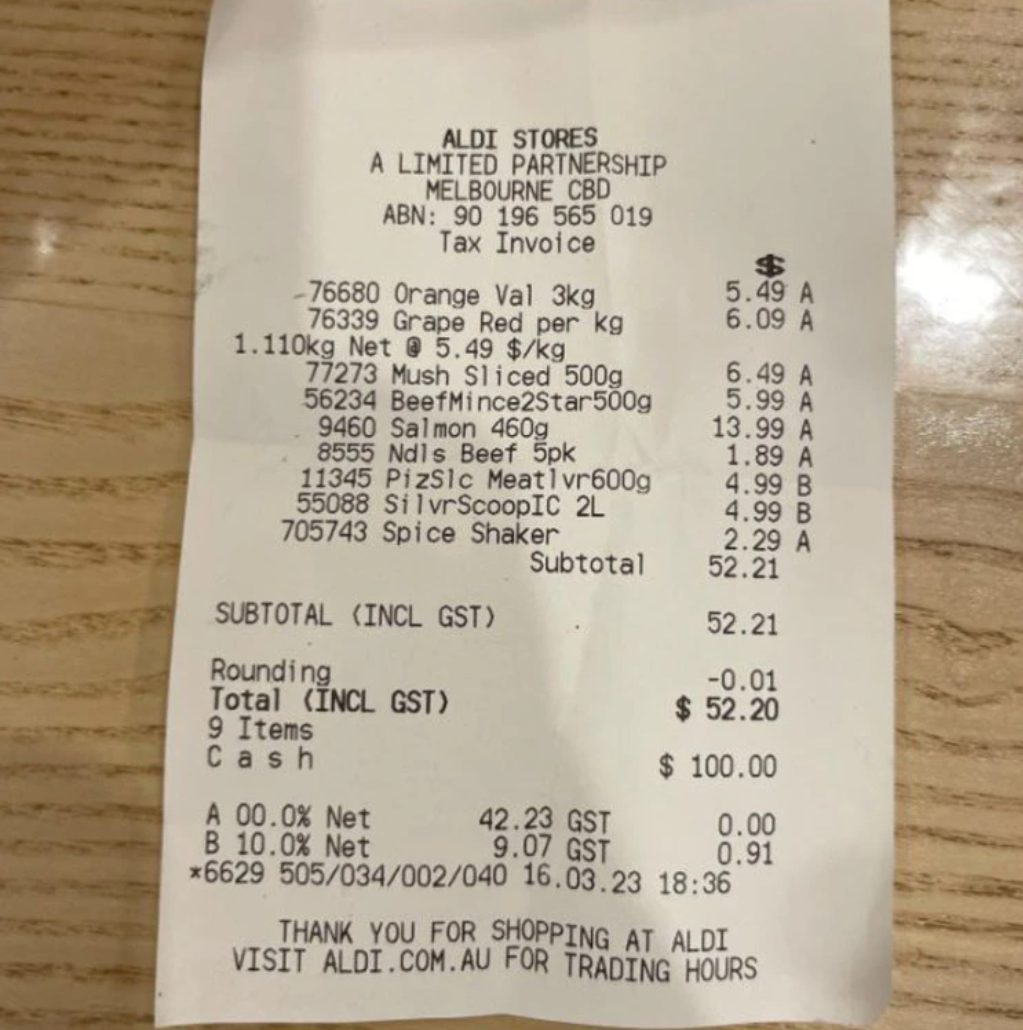 ALDI STORES
A LIMITED PARTNERSHIP
MELBOURNE CBD
ABN: 90 196 565 019
Tax Invoice
$
76680 Orange Val 3kg 5.49 A
76339 Grape Red per kg 6.09 A
1.110kg Net @ 5.49 $/kg
77273 Mush Sliced 500g 6.49 A
56234 BeefMince2Star500g 5.99 A
9460 Salmon 460g 13.99 A
8555 Ndls Beef 5pk 1.89 A
11345 PizSlc Meatlvr600g 4.99 B
55088 SilvrScoopIC 2L 4.99 B
705743 Spice Shaker 2.29 A
Subtotal 52.21
SUBTOTAL (INCL GST) 52.21
Rounding -0.01
Total (INCL GST) $ 52.20
9 Items
Cash $ 100.00
A 00.0% Net 42.23 GST 0.00
B 10.0% Net 9.07 GST 0.91
*6629 505/034/002/040 16.03.23 18:36
THANK YOU FOR SHOPPING AT ALDI
VISIT ALDI.COM.AU FOR TRADING HOURS